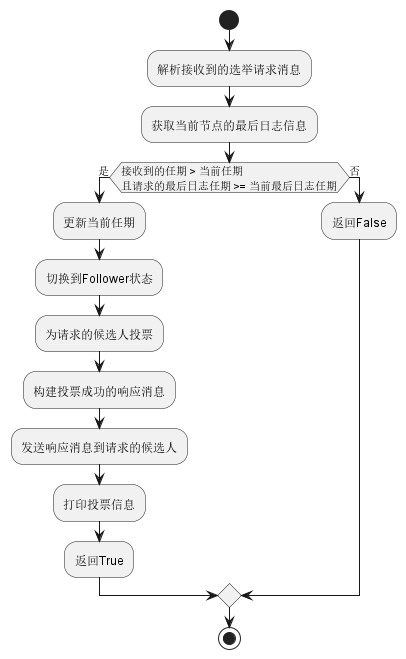 解析接收到的选举请求消息
获取当前节点的最后日志信息
是
接收到的任期 > 当前任期
且请求的最后日志任期 >= 当前最后日志任期
否
更新当前任期
返回False
切换到Follower状态
为请求的候选人投票
构建投票成功的响应消息
发送响应消息到请求的候选人
打印投票信息
返回True